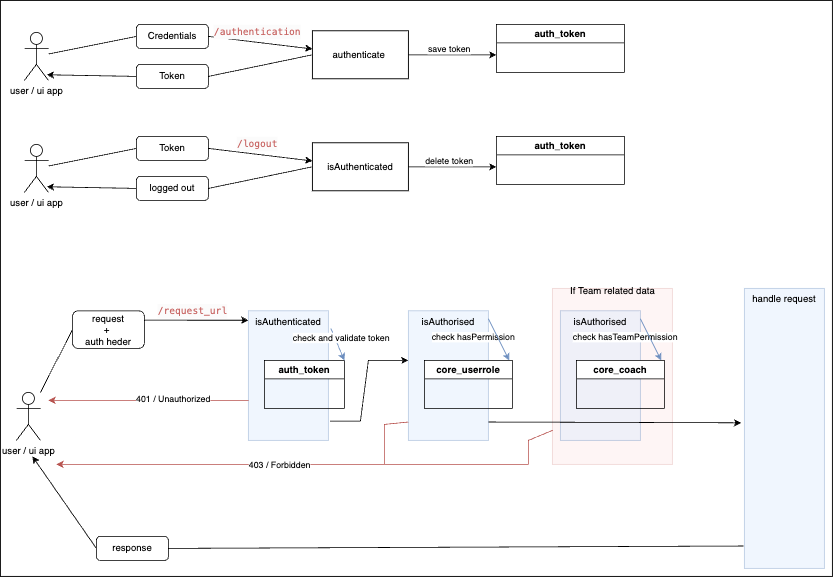 Credentials
/authentication
authenticate
save token
auth_token
Token
user / ui app
Token
/logout
isAuthenticated
delete token
auth_token
logged out
user / ui app
If Team related data
handle request
request
+
auth heder
/request_url
isAuthenticated
check and validate token
auth_token
isAuthorised
check hasPermission
core_userrole
isAuthorised
check hasTeamPermission
core_coach
401 / Unauthorized
user / ui app
403 / Forbidden
response